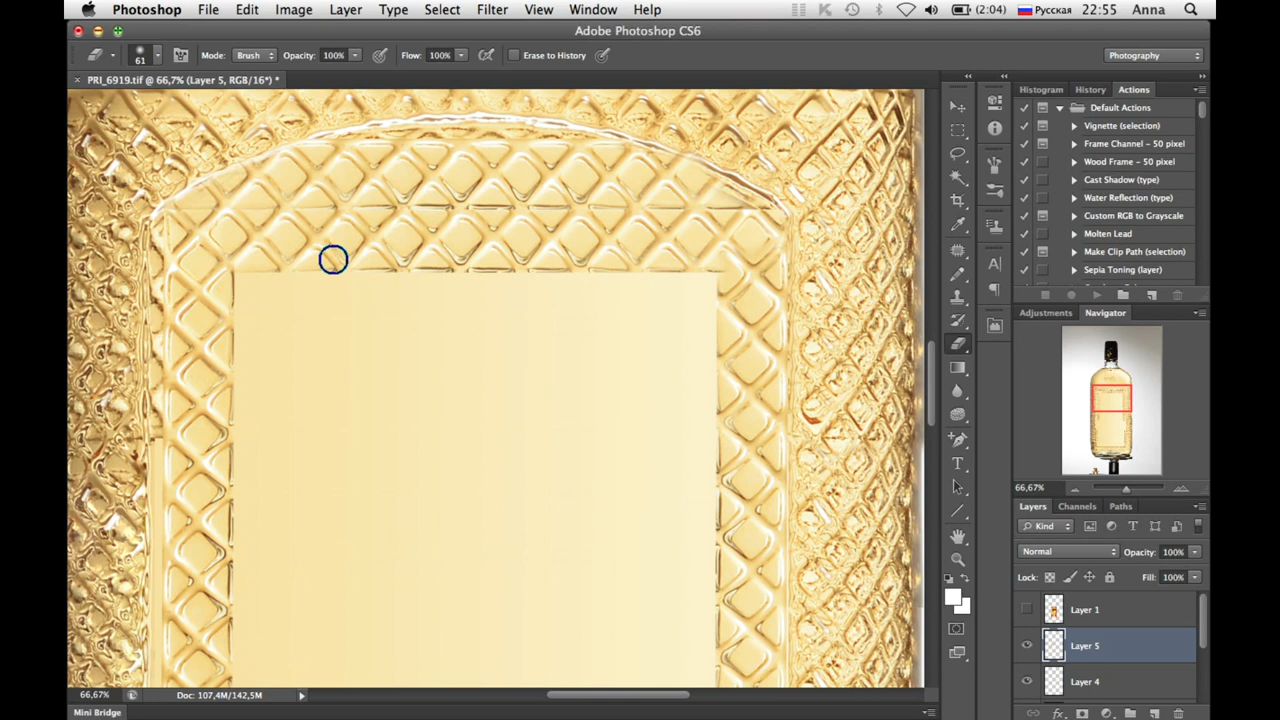 Photoshop File Edit Image Layer Type Select Filter View Window Help (2:04) Русская 22:55 Anna
Adobe Photoshop CS6
61 Mode: Brush Opacity: 100% Flow: 100% Erase to History Photography
PRI_6919.tif @ 66,7% (Layer 5, RGB/16*) *
Histogram History Actions
Default Actions
Vignette (selection)
Frame Channel - 50 pixel
Wood Frame - 50 pixel
Cast Shadow (type)
Water Reflection (type)
Custom RGB to Grayscale
Molten Lead
Make Clip Path (selection)
Sepia Toning (layer)
Adjustments Navigator
66,67%
Layers Channels Paths
Kind
Normal Opacity: 100%
Lock: Fill: 100%
Layer 1
Layer 5
Layer 4
66,67% Doc: 107,4M/142,5M
Mini Bridge